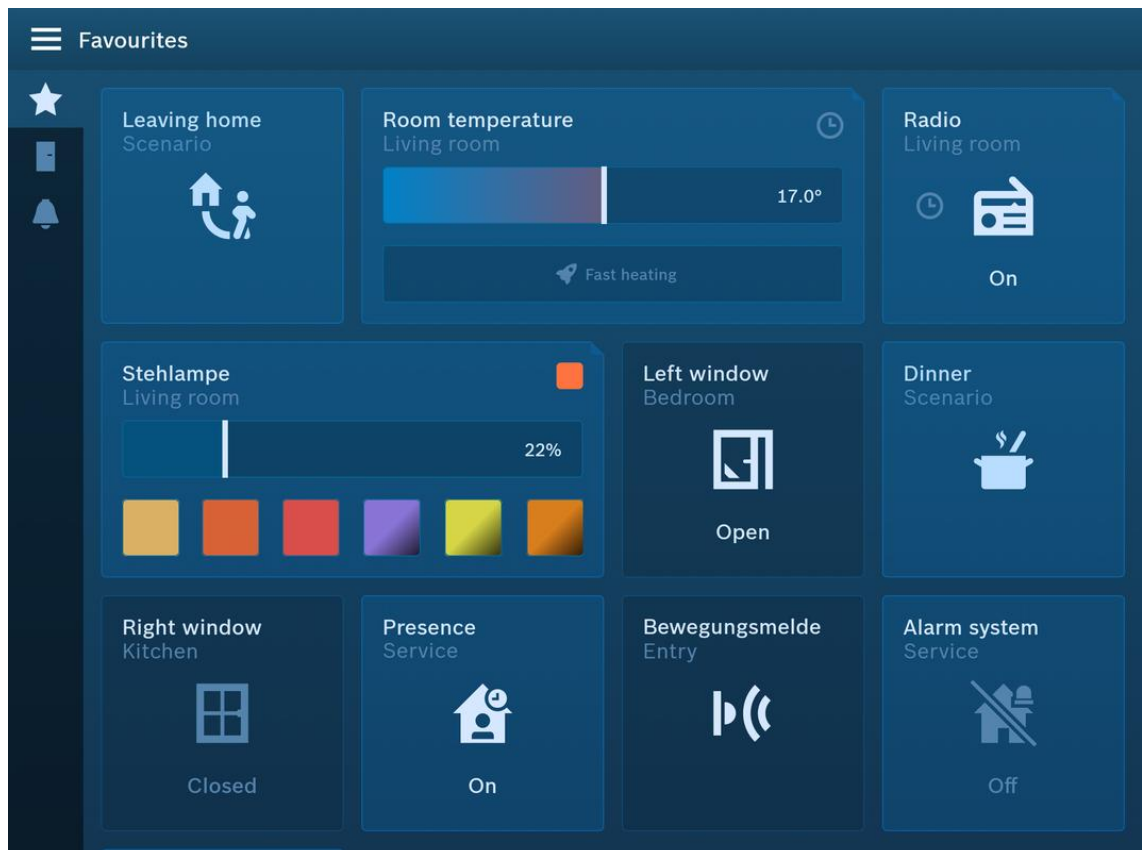 Favourites
Leaving home
Scenario
Room temperature
Living room
17.0°
Fast heating
Radio
Living room
On
Stehlampe
Living room
22%
Left window
Bedroom
Open
Dinner
Scenario
Right window
Kitchen
Closed
Presence
Service
On
Bewegungsmelde
Entry
Alarm system
Service
Off